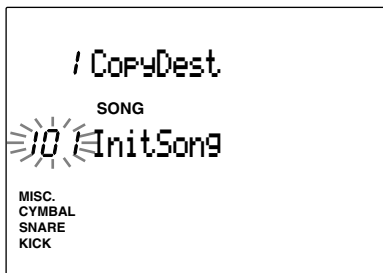 1 CopyDest
SONG
101 InitSong
MISC.
CYMBAL
SNARE
KICK